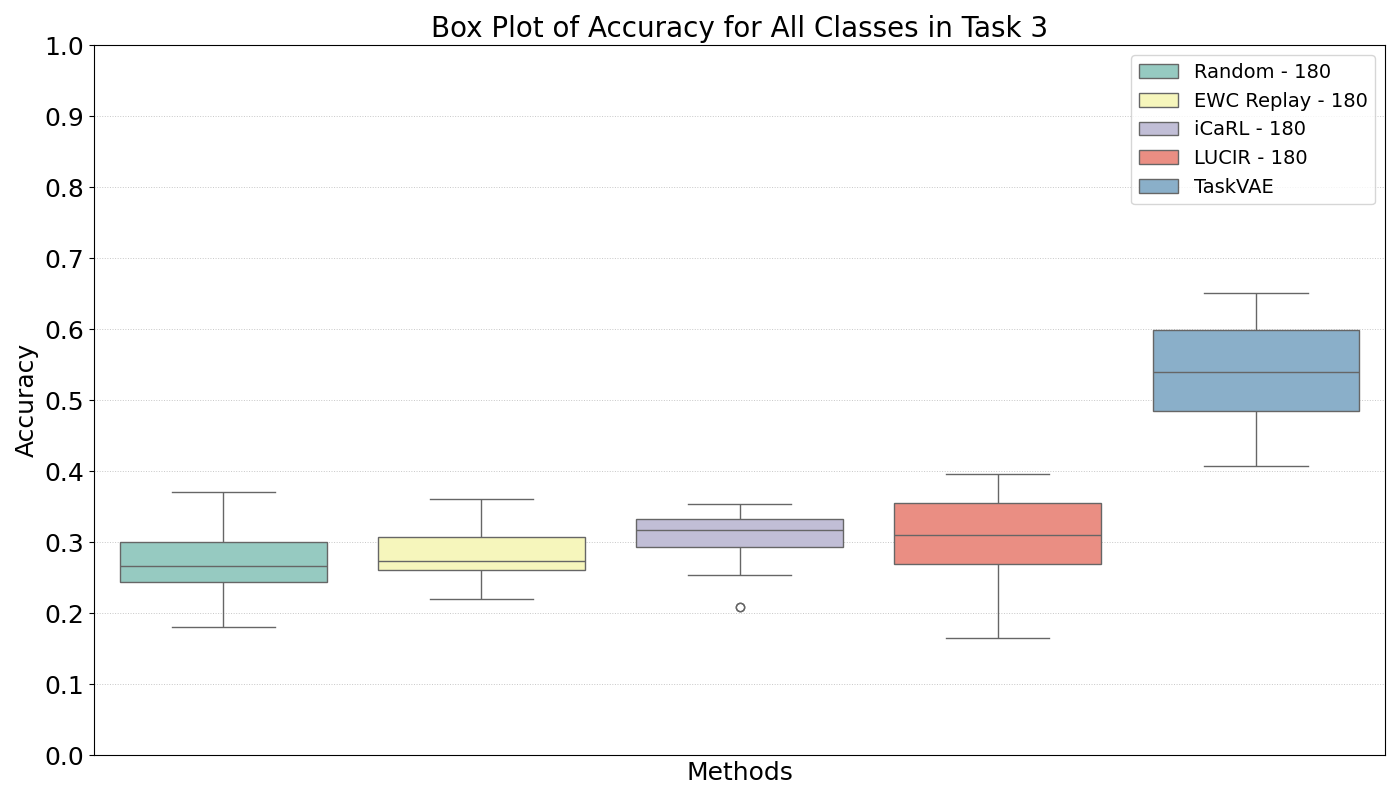 Box Plot of Accuracy for All Classes in Task 3
1.0
0.9
0.8
0.7
0.6
0.5
0.4
0.3
0.2
0.1
0.0
Accuracy
Methods
Random - 180
EWC Replay - 180
iCaRL - 180
LUCIR - 180
TaskVAE